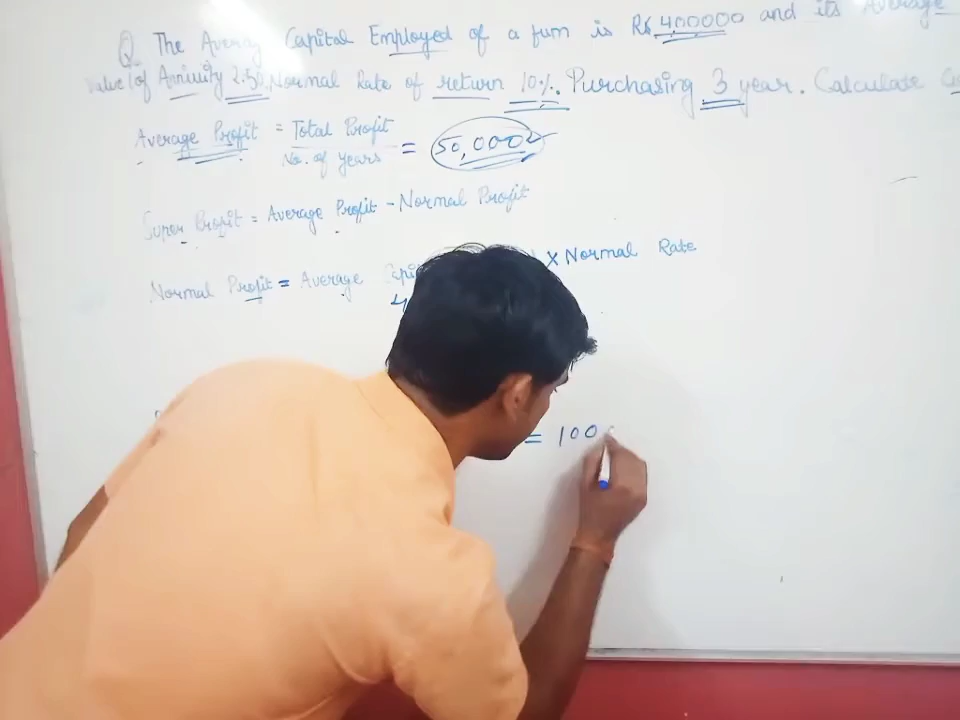 Q. The Average Capital Employed of a firm is Rs 400000 and its Average
Value of Annuity 2.50 Normal Rate of return 10%. Purchasing 3 year. Calculate
Average Profit = Total Profit / No. of years = 50,000
Super Profit = Average Profit - Normal Profit
Normal Profit = Average × Normal Rate
4
= 100